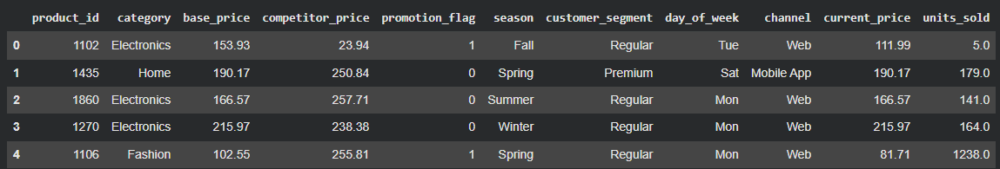 product_id category base_price competitor_price promotion_flag season customer_segment day_of_week channel current_price units_sold
0 1102 Electronics 153.93 23.94 1 Fall Regular Tue Web 111.99 5.0
1 1435 Home 190.17 250.84 0 Spring Premium Sat Mobile App 190.17 179.0
2 1860 Electronics 166.57 257.71 0 Summer Regular Mon Web 166.57 141.0
3 1270 Electronics 215.97 238.38 0 Winter Regular Mon Web 215.97 164.0
4 1106 Fashion 102.55 255.81 1 Spring Regular Mon Web 81.71 1238.0